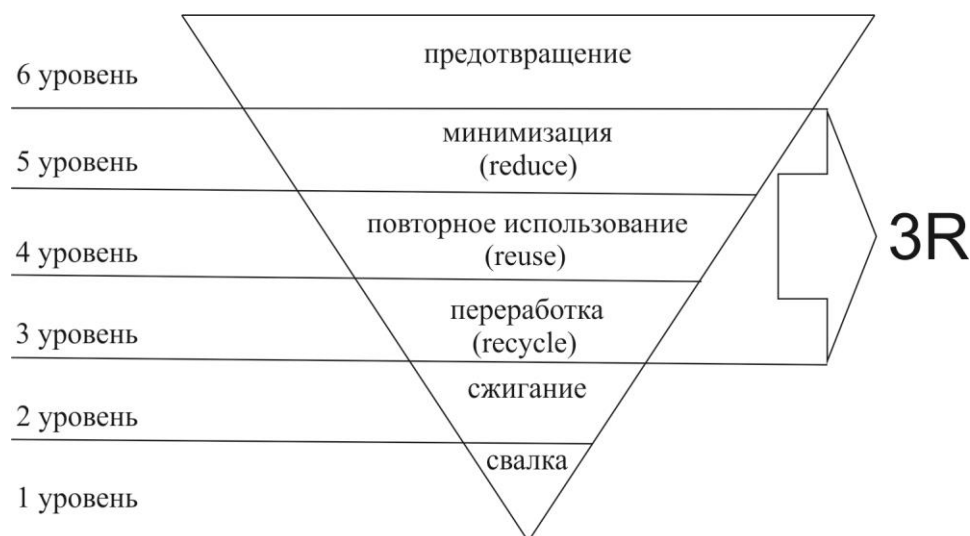 предотвращение
6 уровень
минимизация
(reduce)
5 уровень
повторное использование
(reuse)
4 уровень
3R
переработка
(recycle)
3 уровень
сжигание
2 уровень
свалка
1 уровень